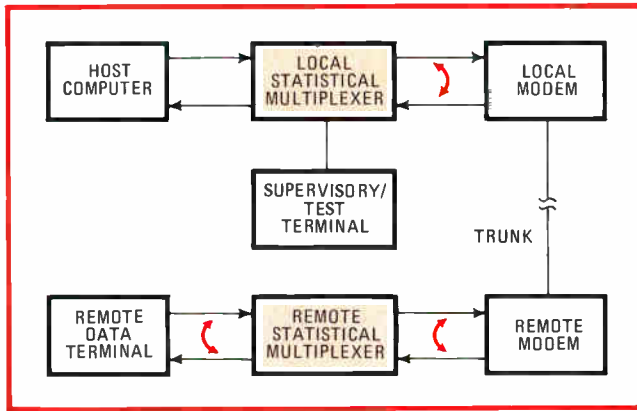 HOST
COMPUTER
LOCAL
STATISTICAL
MULTIPLEXER
LOCAL
MODEM
SUPERVISORY/
TEST
TERMINAL
TRUNK
REMOTE
DATA
TERMINAL
REMOTE
STATISTICAL
MULTIPLEXER
REMOTE
MODEM